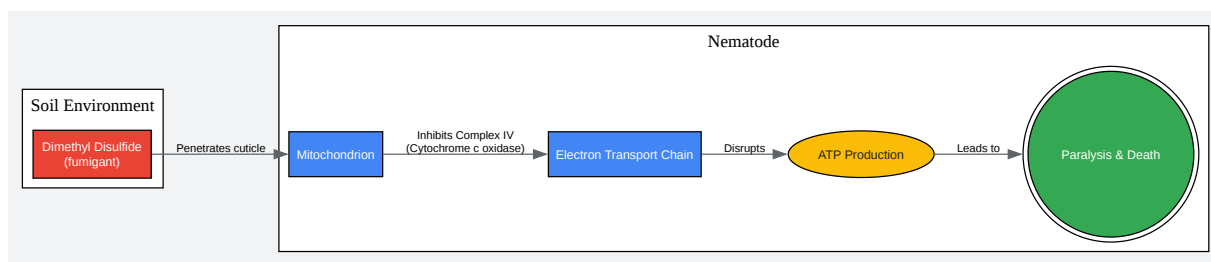 Nematode
Soil Environment
Dimethyl Disulfide
(fumigant)
Penetrates cuticle
Mitochondrion
Inhibits Complex IV
(Cytochrome c oxidase)
Electron Transport Chain
Disrupts
ATP Production
Leads to
Paralysis & Death